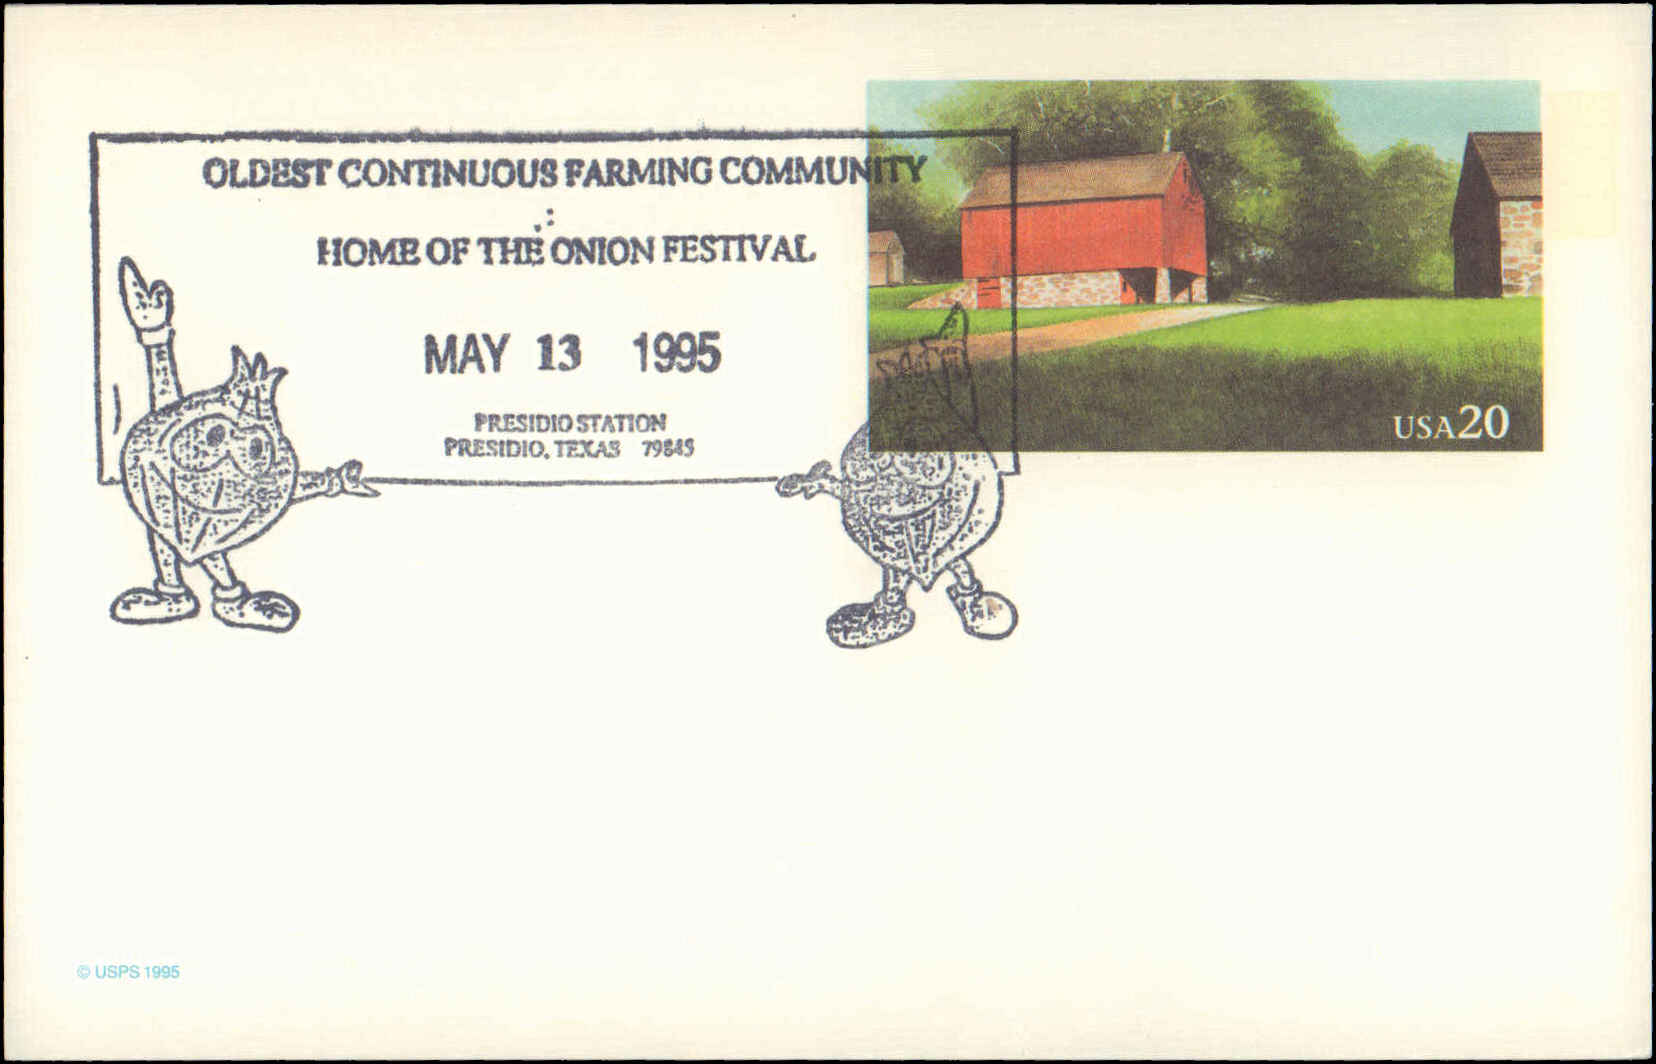 OLDEST CONTINUOUS FARMING COMMUNITY
HOME OF THE ONION FESTIVAL
MAY 13 1995
PRESIDIO STATION
PRESIDIO, TEXAS 79845
USA20
© USPS 1995